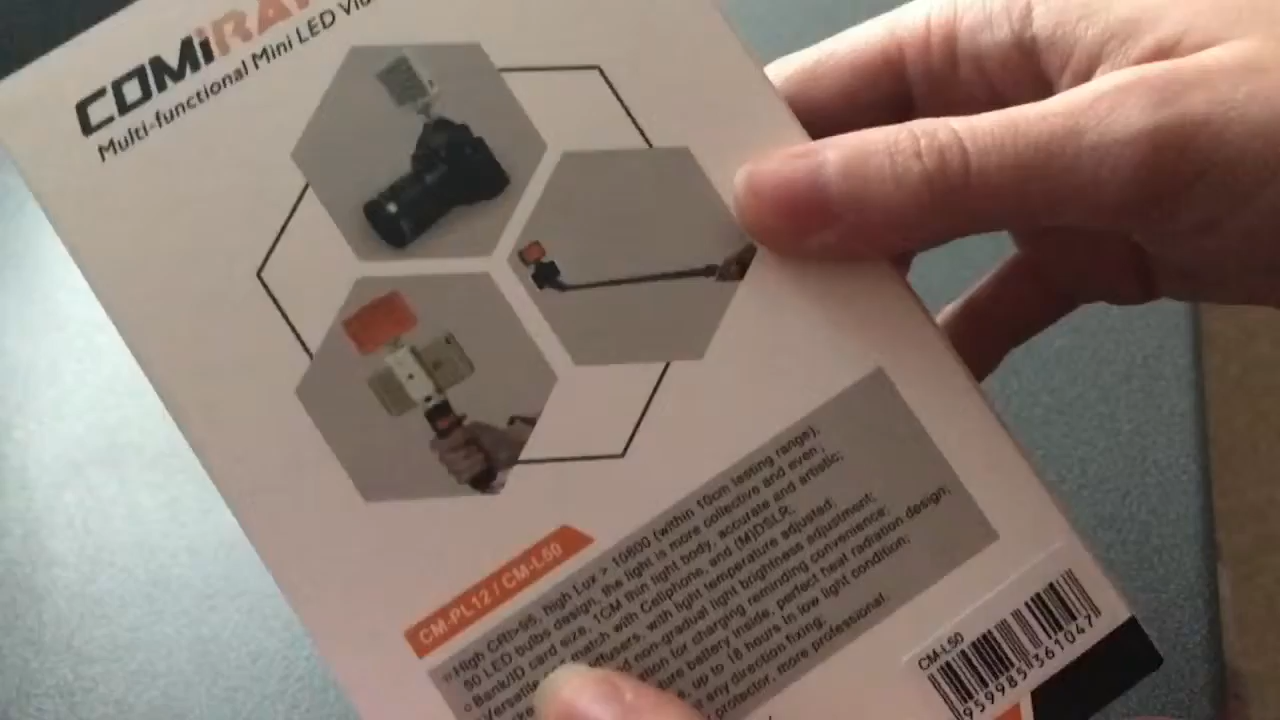 COMiRA
Multi-functional Mini LED
CM-PL12 / CM-L50
High CRI>95, high Lux > 10800 (within 10cm testing range),
50 LED bulbs design, the light is more collective and even ;
Bank/ID card size, 1CM thin light body, accurate and artistic;
Versatile match with Cellphone, and (M)DSLR;
with light temperature adjusted;
non-gradual light brightness adjustment;
for charging reminding convenience;
battery inside, perfect heat radiation design,
up to 18 hours in low light condition;
any direction fixing;
protector, more professional.
CM-L50
959985361047